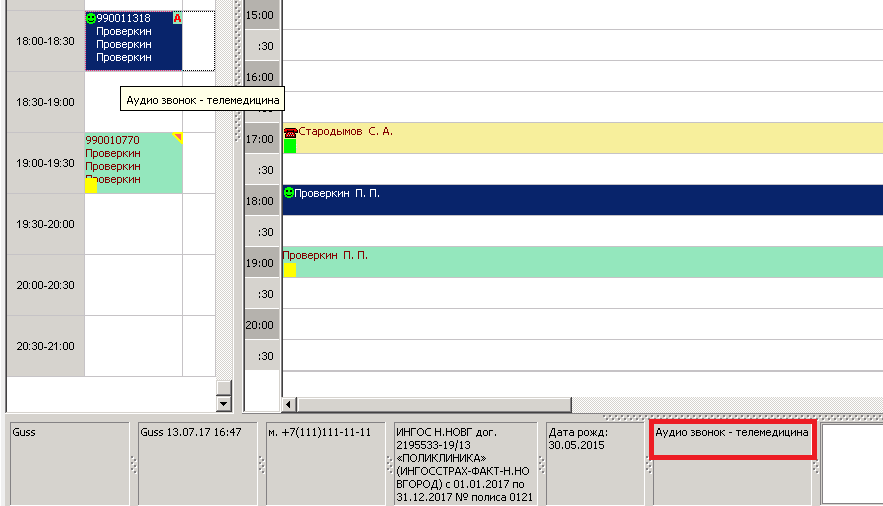 18:00-18:30
990011318
A
Проверкин
Проверкин
Проверкин
18:30-19:00
Аудио звонок - телемедицина
19:00-19:30
990010770
Проверкин
Проверкин
Проверкин
19:30-20:00
20:00-20:30
20:30-21:00
15:00
:30
16:00
17:00
Стародымов С. А.
:30
18:00
Проверкин П. П.
:30
19:00
Проверкин П. П.
:30
20:00
:30
Guss
Guss 13.07.17 16:47
м. +7(111)111-11-11
ИНГОС Н.НОВГ дог.
2195533-19/13
«ПОЛИКЛИНИКА»
(ИНГОССТРАХ-ФАКТ-Н.НО
ВГОРОД) с 01.01.2017 по
31.12.2017 № полиса 0121
Дата рожд:
30.05.2015
Аудио звонок - телемедицина